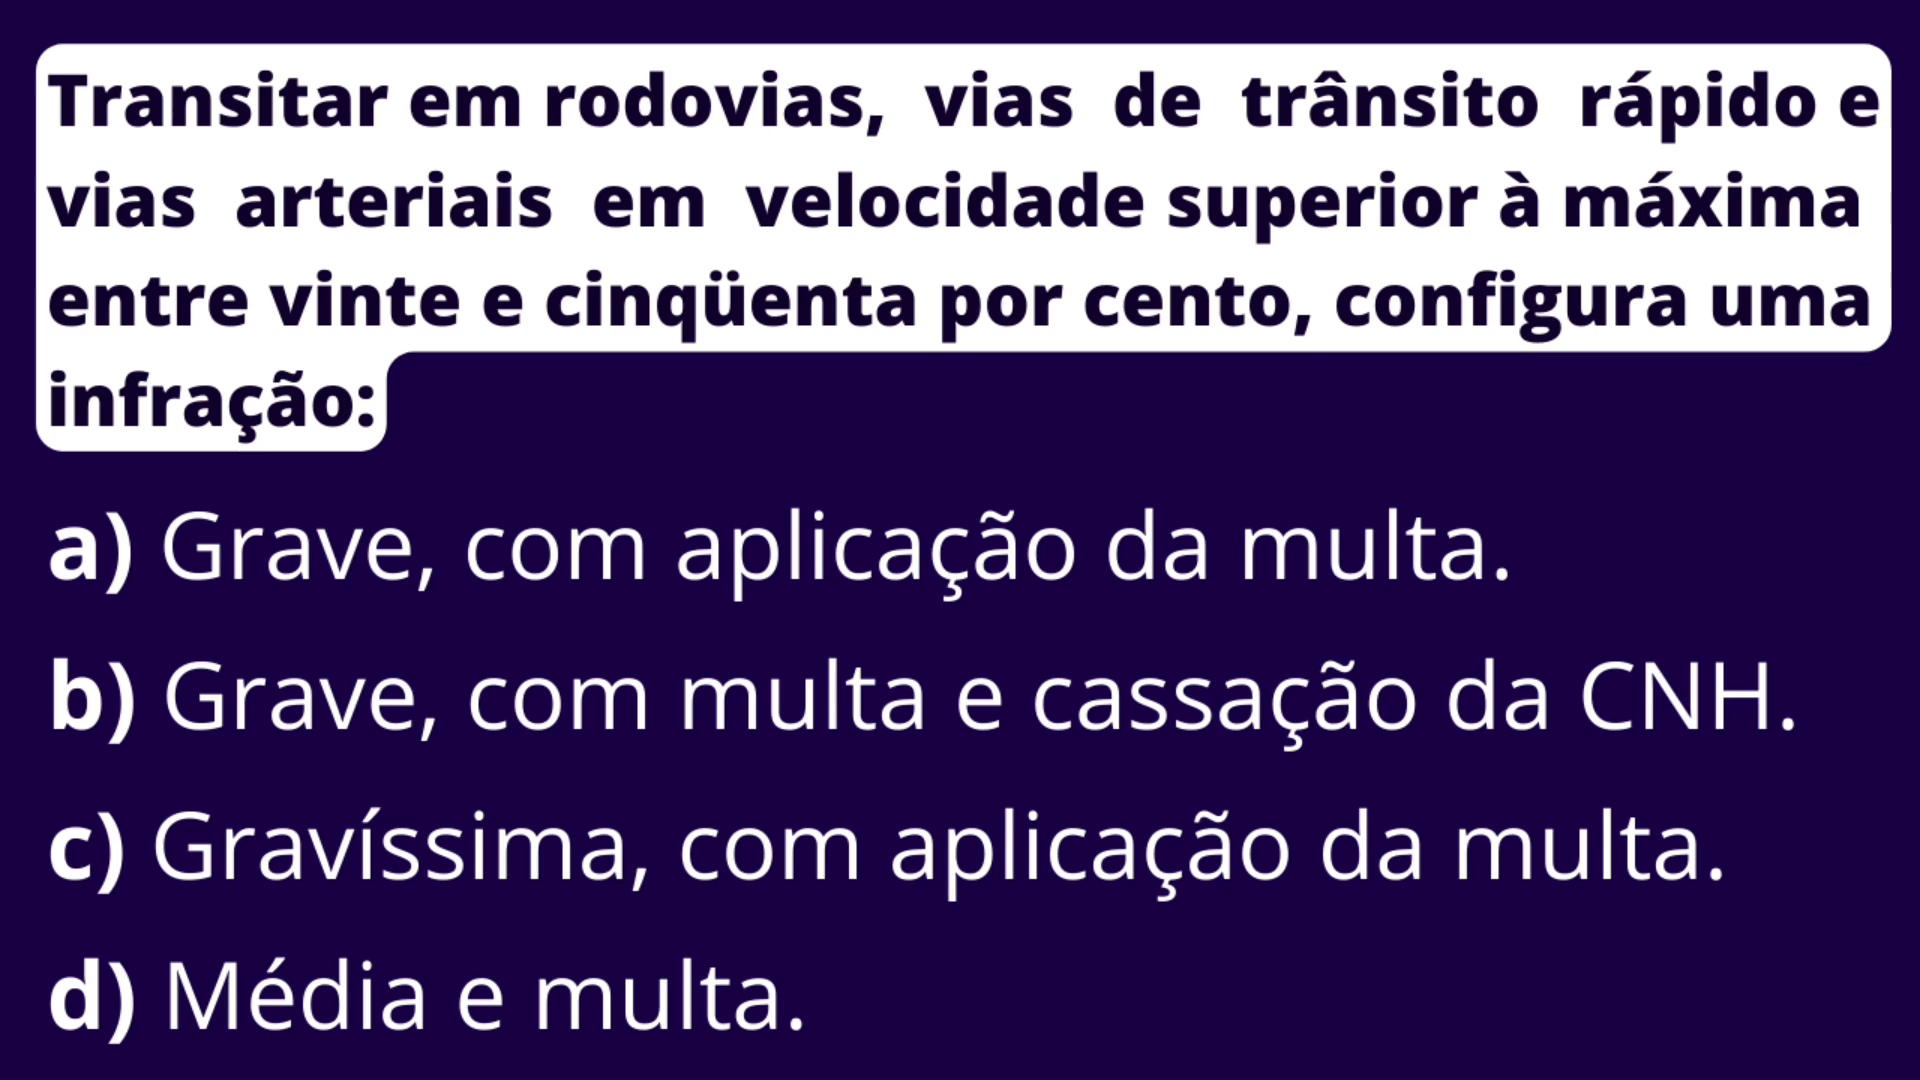 Transitar em rodovias, vias de trânsito rápido e
vias arteriais em velocidade superior à máxima
entre vinte e cinqüenta por cento, configura uma
infração:
a) Grave, com aplicação da multa.
b) Grave, com multa e cassação da CNH.
c) Gravíssima, com aplicação da multa.
d) Média e multa.